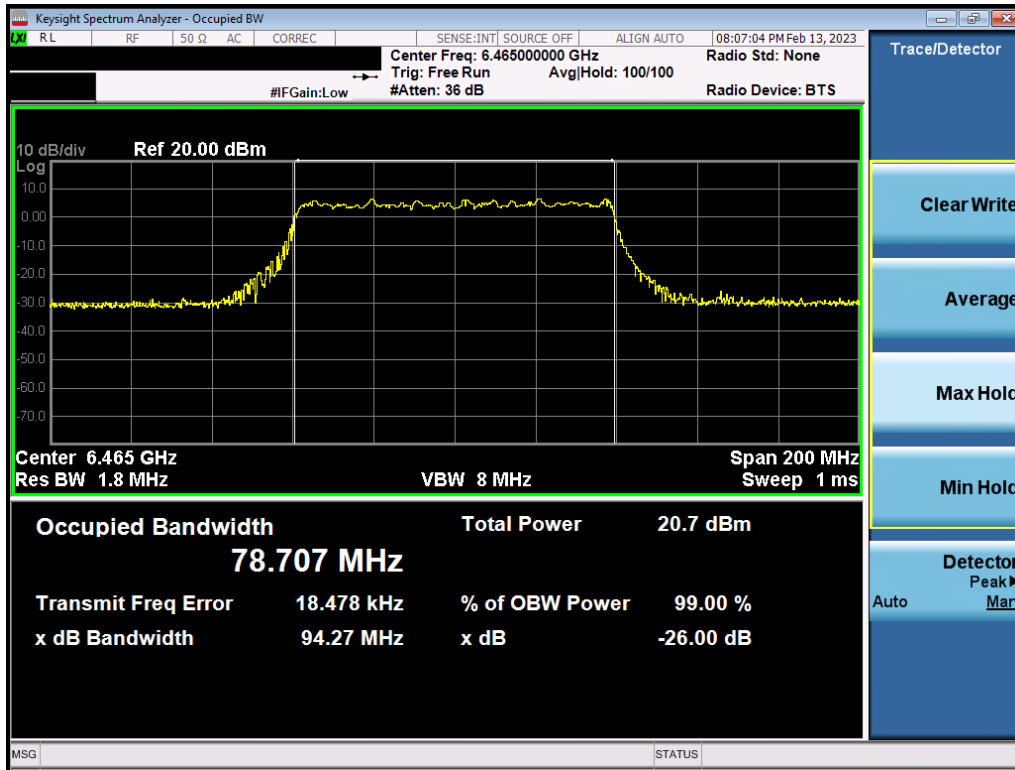 Keysight Spectrum Analyzer - Occupied BW
LXI RL RF 50 Ω AC CORREC SENSE:INT SOURCE OFF ALIGN AUTO 08:07:04 PM Feb 13, 2023
Center Freq: 6.465000000 GHz Radio Std: None
Trig: Free Run Avg|Hold: 100/100
#IFGain:Low #Atten: 36 dB Radio Device: BTS
Trace/Detector
10 dB/div Ref 20.00 dBm
Log
10.0
0.00
-10.0
-20.0
-30.0
-40.0
-50.0
-60.0
-70.0
Center 6.465 GHz Span 200 MHz
Res BW 1.8 MHz VBW 8 MHz Sweep 1 ms
Occupied Bandwidth Total Power 20.7 dBm
78.707 MHz
Transmit Freq Error 18.478 kHz % of OBW Power 99.00 %
x dB Bandwidth 94.27 MHz x dB -26.00 dB
Clear Write
Average
Max Hold
Min Hold
Detector
Peak
Auto Man
MSG STATUS